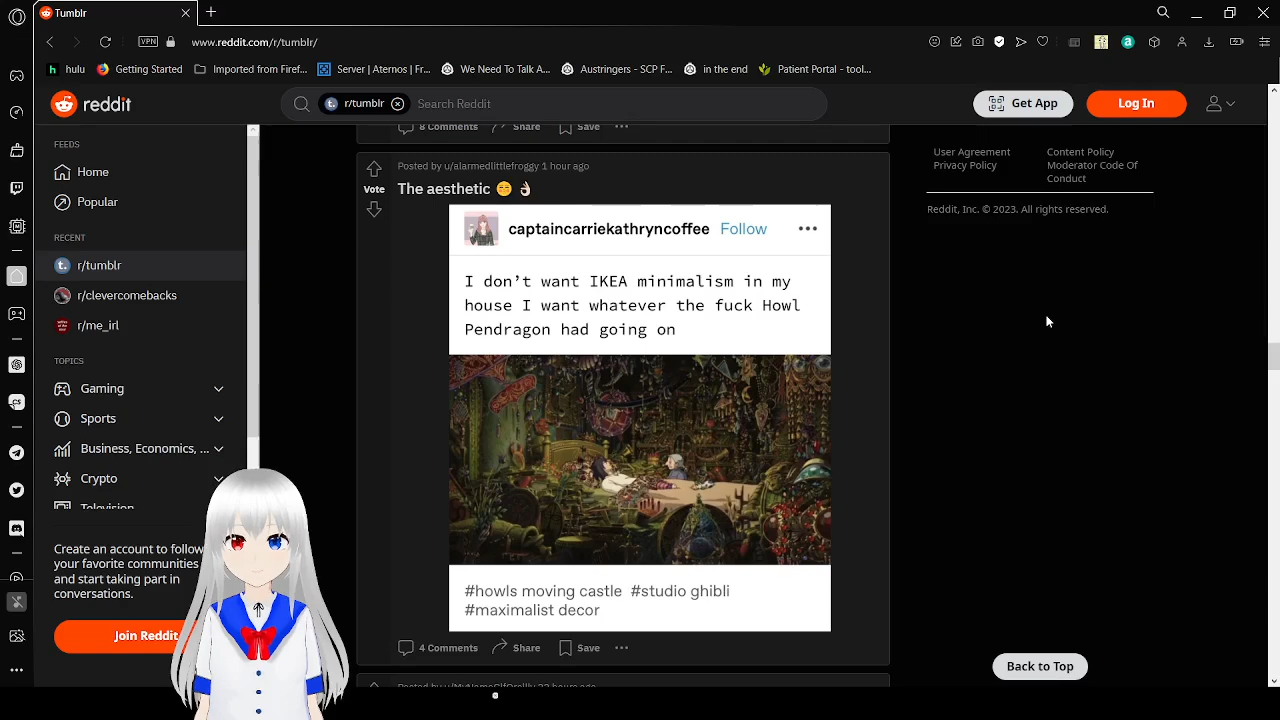 Tumblr
VPN
www.reddit.com/r/tumblr/
hulu
Getting Started
Imported from Firef...
Server | Aternos | Fr...
We Need To Talk A...
Austringers - SCP F...
in the end
Patient Portal - tool...
reddit
r/tumblr
Search Reddit
Get App
Log In
FEEDS
Home
Popular
RECENT
r/tumblr
r/clevercomebacks
r/me_irl
TOPICS
Gaming
Sports
Business, Economics, ...
Crypto
Television
Create an account to follow
your favorite communities
and start taking part in
conversations.
Join Reddit
8 Comments
Share
Save
Posted by u/alarmedlittlefroggy 1 hour ago
Vote
The aesthetic 😌 👌🏻
captaincarriekathryncoffee Follow
I don’t want IKEA minimalism in my
house I want whatever the fuck Howl
Pendragon had going on
#howls moving castle #studio ghibli
#maximalist decor
4 Comments
Share
Save
User Agreement
Privacy Policy
Content Policy
Moderator Code Of
Conduct
Reddit, Inc. © 2023. All rights reserved.
Back to Top